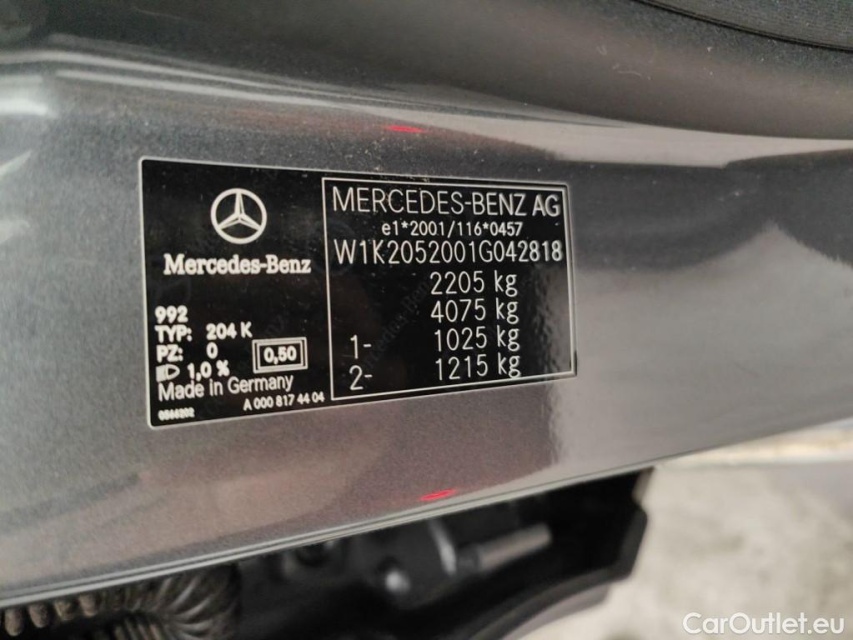 Mercedes-Benz
992
TYP: 204 K
PZ: 0
0,50
1,0 %
Made in Germany
A 000 817 44 04
MERCEDES-BENZ AG
e1*2001/116*0457
W1K2052001G042818
2205 kg
4075 kg
1- 1025 kg
2- 1215 kg
CarOutlet.eu